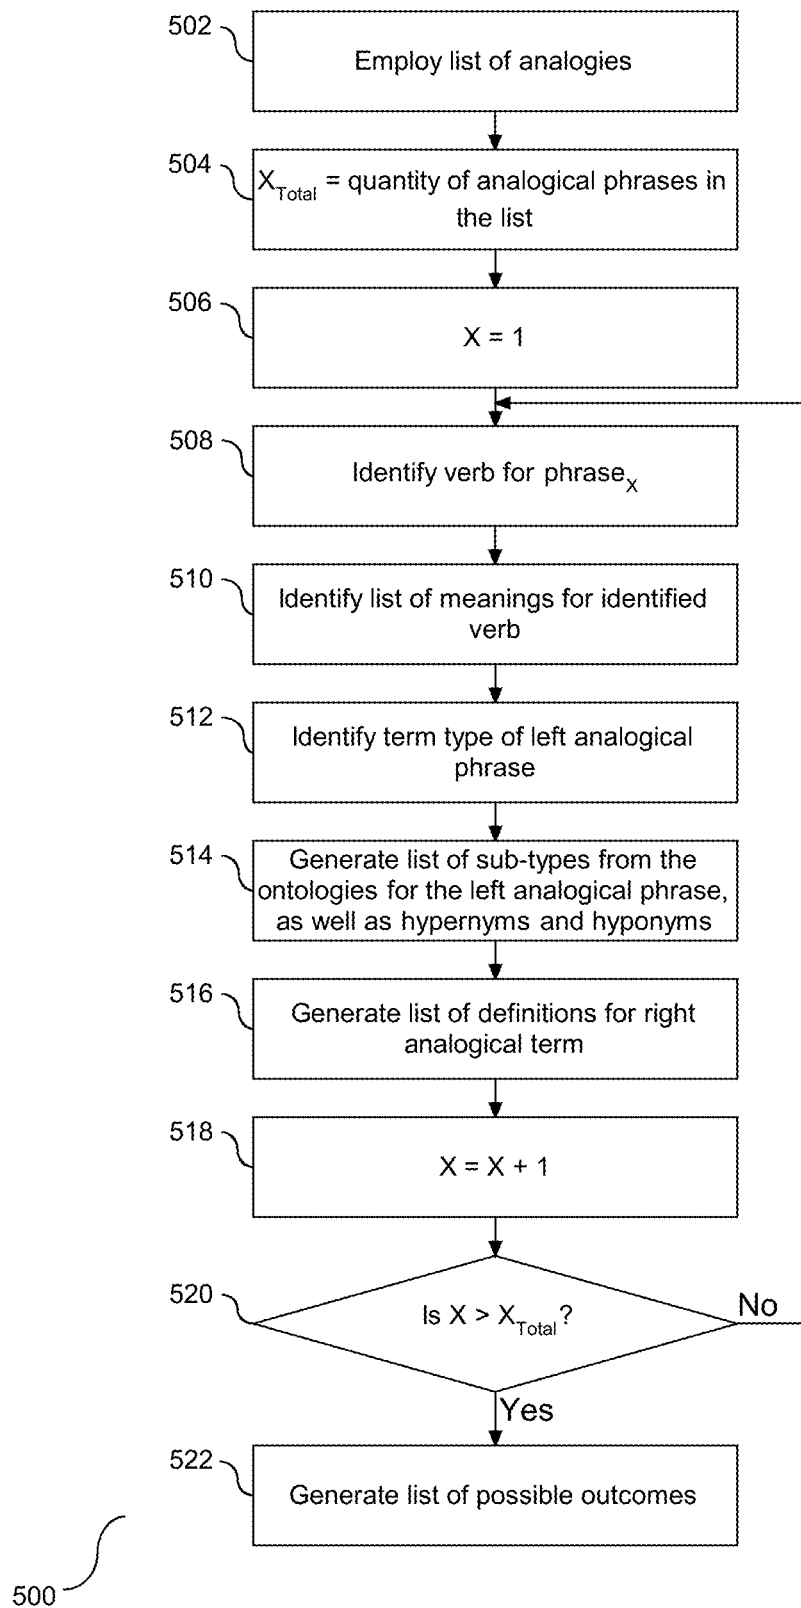 502
Employ list of analogies
504
X_Total = quantity of analogical phrases in
the list
506
X = 1
508
Identify verb for phrase_X
510
Identify list of meanings for identified
verb
512
Identify term type of left analogical
phrase
514
Generate list of sub-types from the
ontologies for the left analogical phrase,
as well as hypernyms and hyponyms
516
Generate list of definitions for right
analogical term
518
X = X + 1
520
Is X > X_Total?
No
Yes
522
Generate list of possible outcomes
500